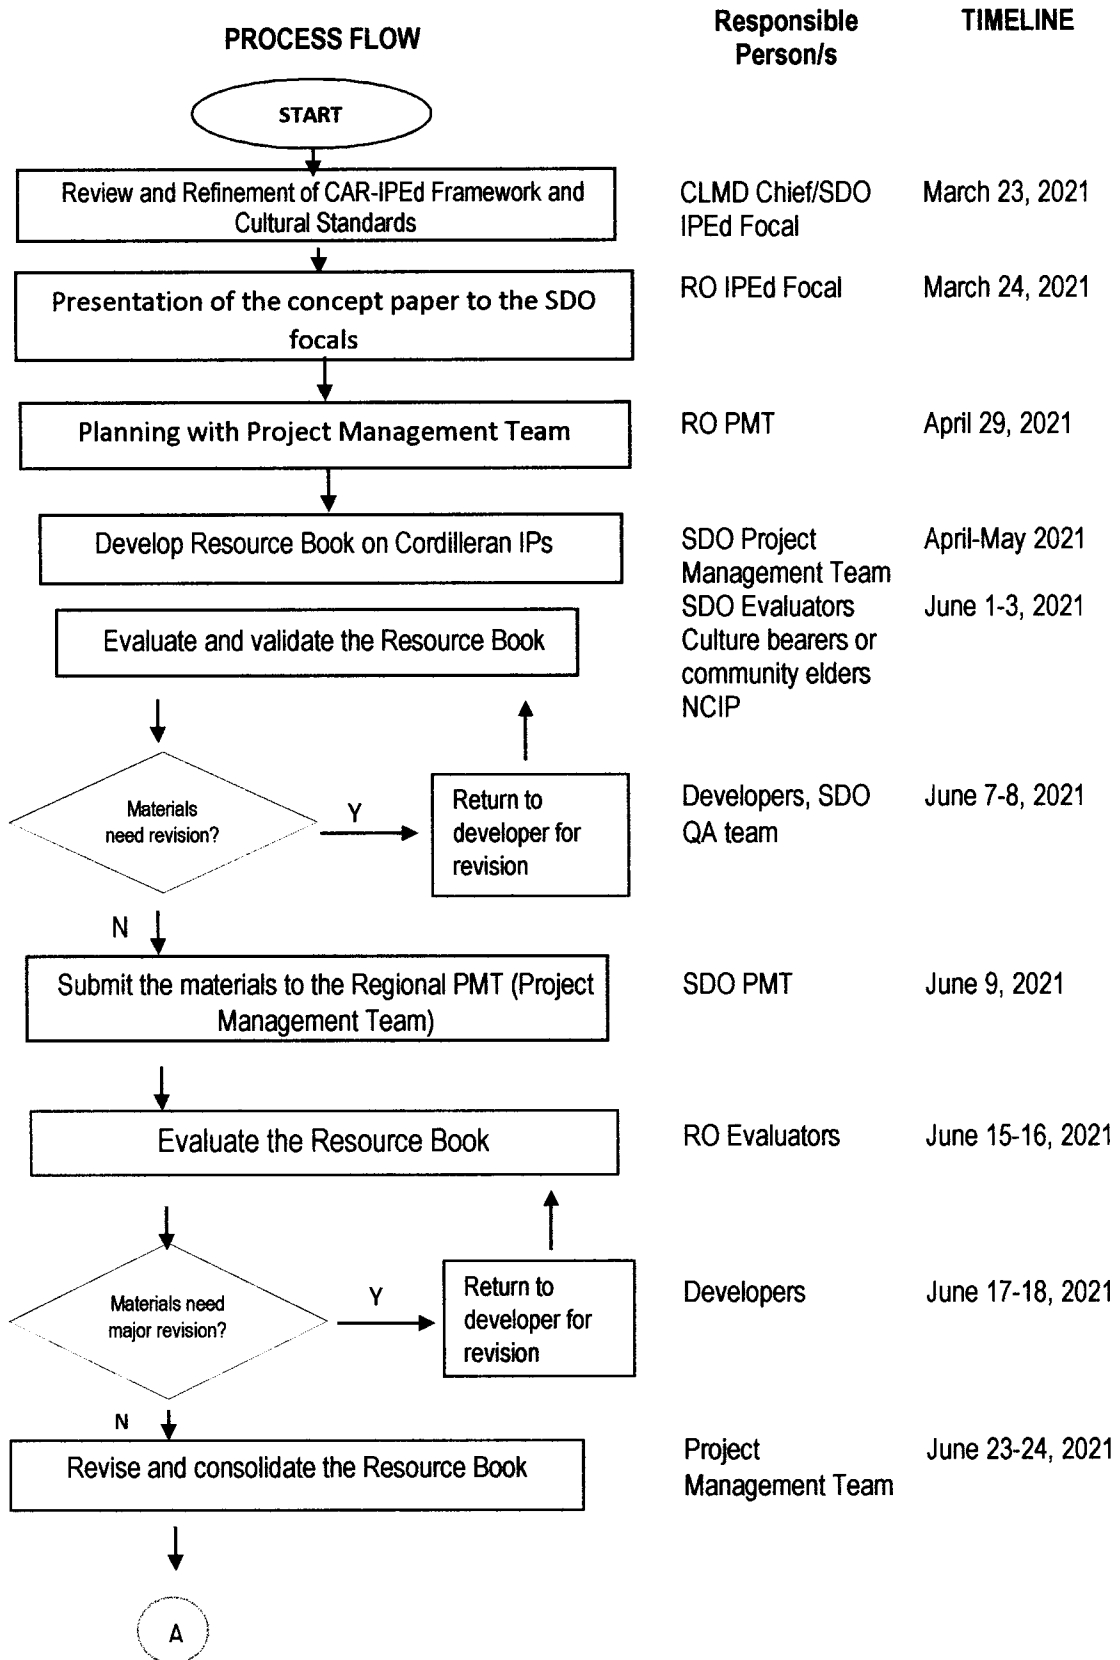 PROCESS FLOW
Responsible
Person/s
TIMELINE
START
Review and Refinement of CAR-IPEd Framework and
Cultural Standards
CLMD Chief/SDO
IPEd Focal
March 23, 2021
Presentation of the concept paper to the SDO
focals
RO IPEd Focal
March 24, 2021
Planning with Project Management Team
RO PMT
April 29, 2021
Develop Resource Book on Cordilleran IPs
SDO Project
Management Team
April-May 2021
Evaluate and validate the Resource Book
SDO Evaluators
Culture bearers or
community elders
NCIP
June 1-3, 2021
Materials
need revision?
Y
Return to
developer for
revision
Developers, SDO
QA team
June 7-8, 2021
N
Submit the materials to the Regional PMT (Project
Management Team)
SDO PMT
June 9, 2021
Evaluate the Resource Book
RO Evaluators
June 15-16, 2021
Materials need
major revision?
Y
Return to
developer for
revision
Developers
June 17-18, 2021
N
Revise and consolidate the Resource Book
Project
Management Team
June 23-24, 2021
A